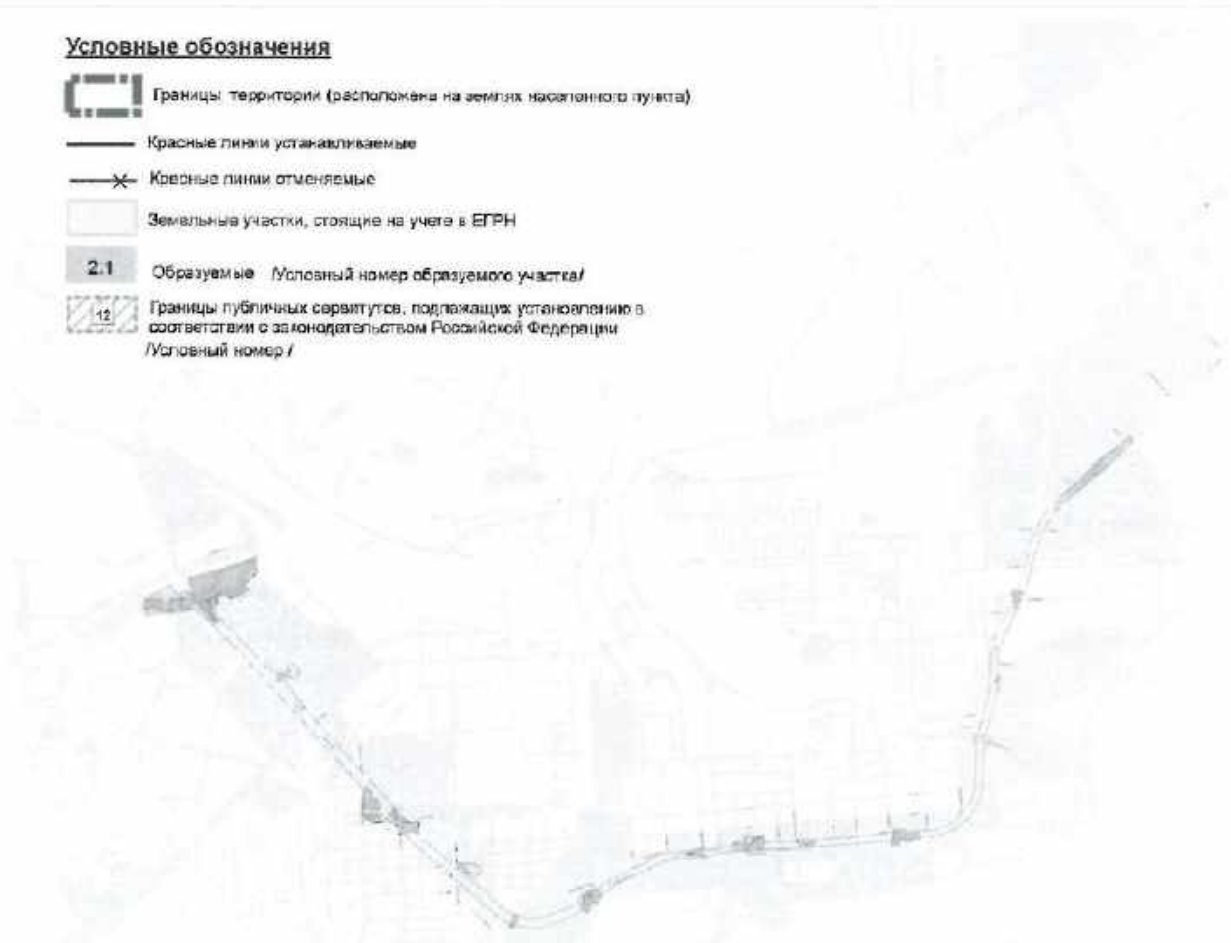 Условные обозначения
Границы территории (расположена на землях населенного пункта)
Красные линии устанавливаемые
Красные линии отменяемые
Земельные участки, стоящие на учете в ЕГРН
2.1 Образуемые /Условный номер образуемого участка/
12 Границы публичных сервитутов, подлежащих установлению в
соответствии с законодательством Российской Федерации
/Условный номер /